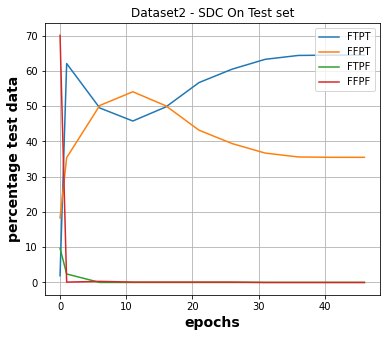 Dataset2 - SDC On Test set
FTPT
FFPT
FTPF
FFPF
percentage test data
70
60
50
40
30
20
10
0
0
10
20
30
40
epochs